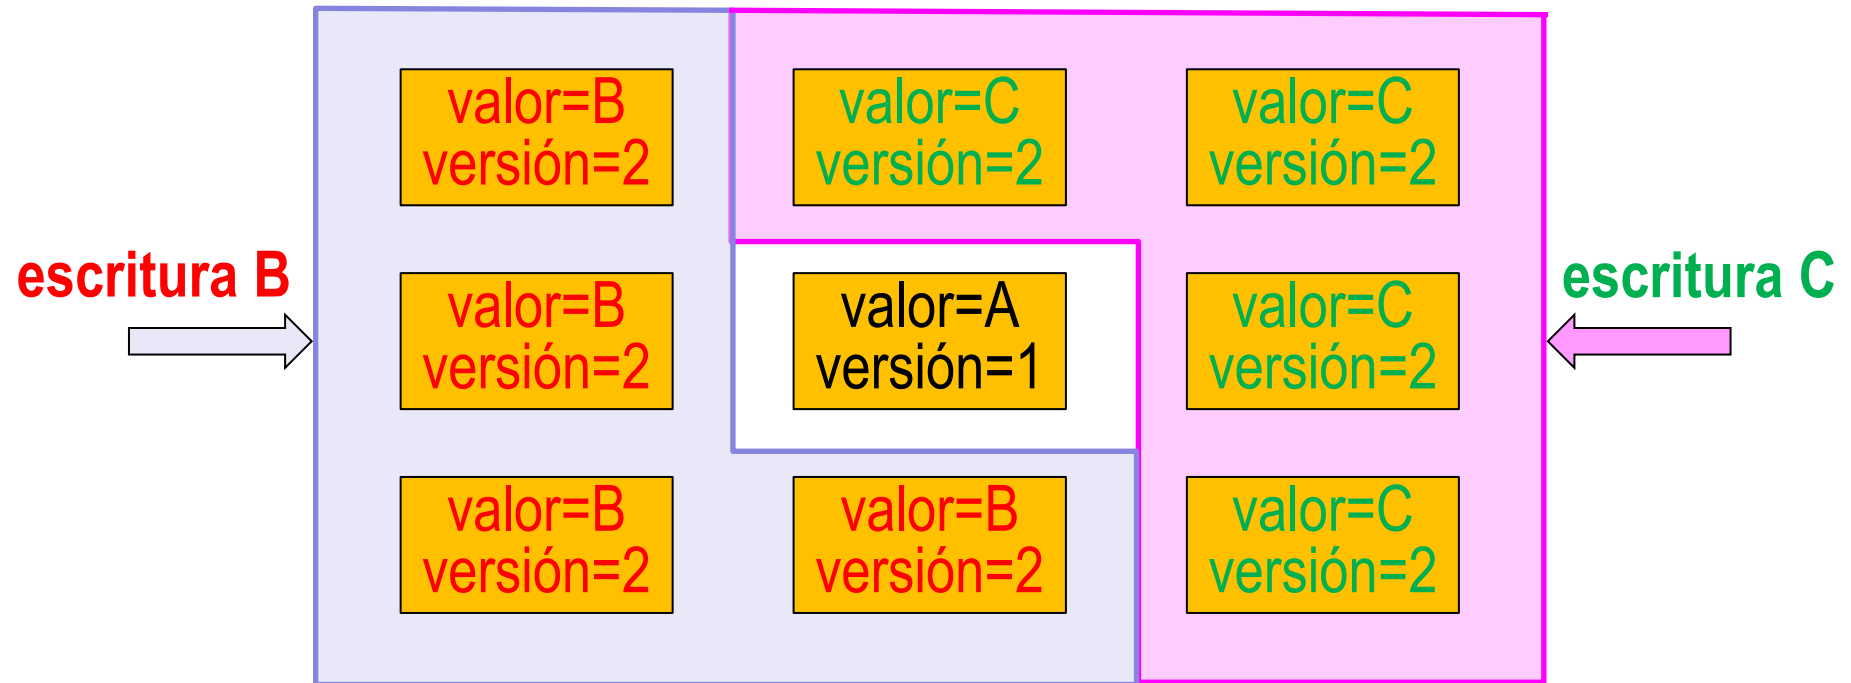 valor=B
versión=2
valor=C
versión=2
valor=C
versión=2
escritura B
valor=B
versión=2
valor=A
versión=1
valor=C
versión=2
escritura C
valor=B
versión=2
valor=B
versión=2
valor=C
versión=2